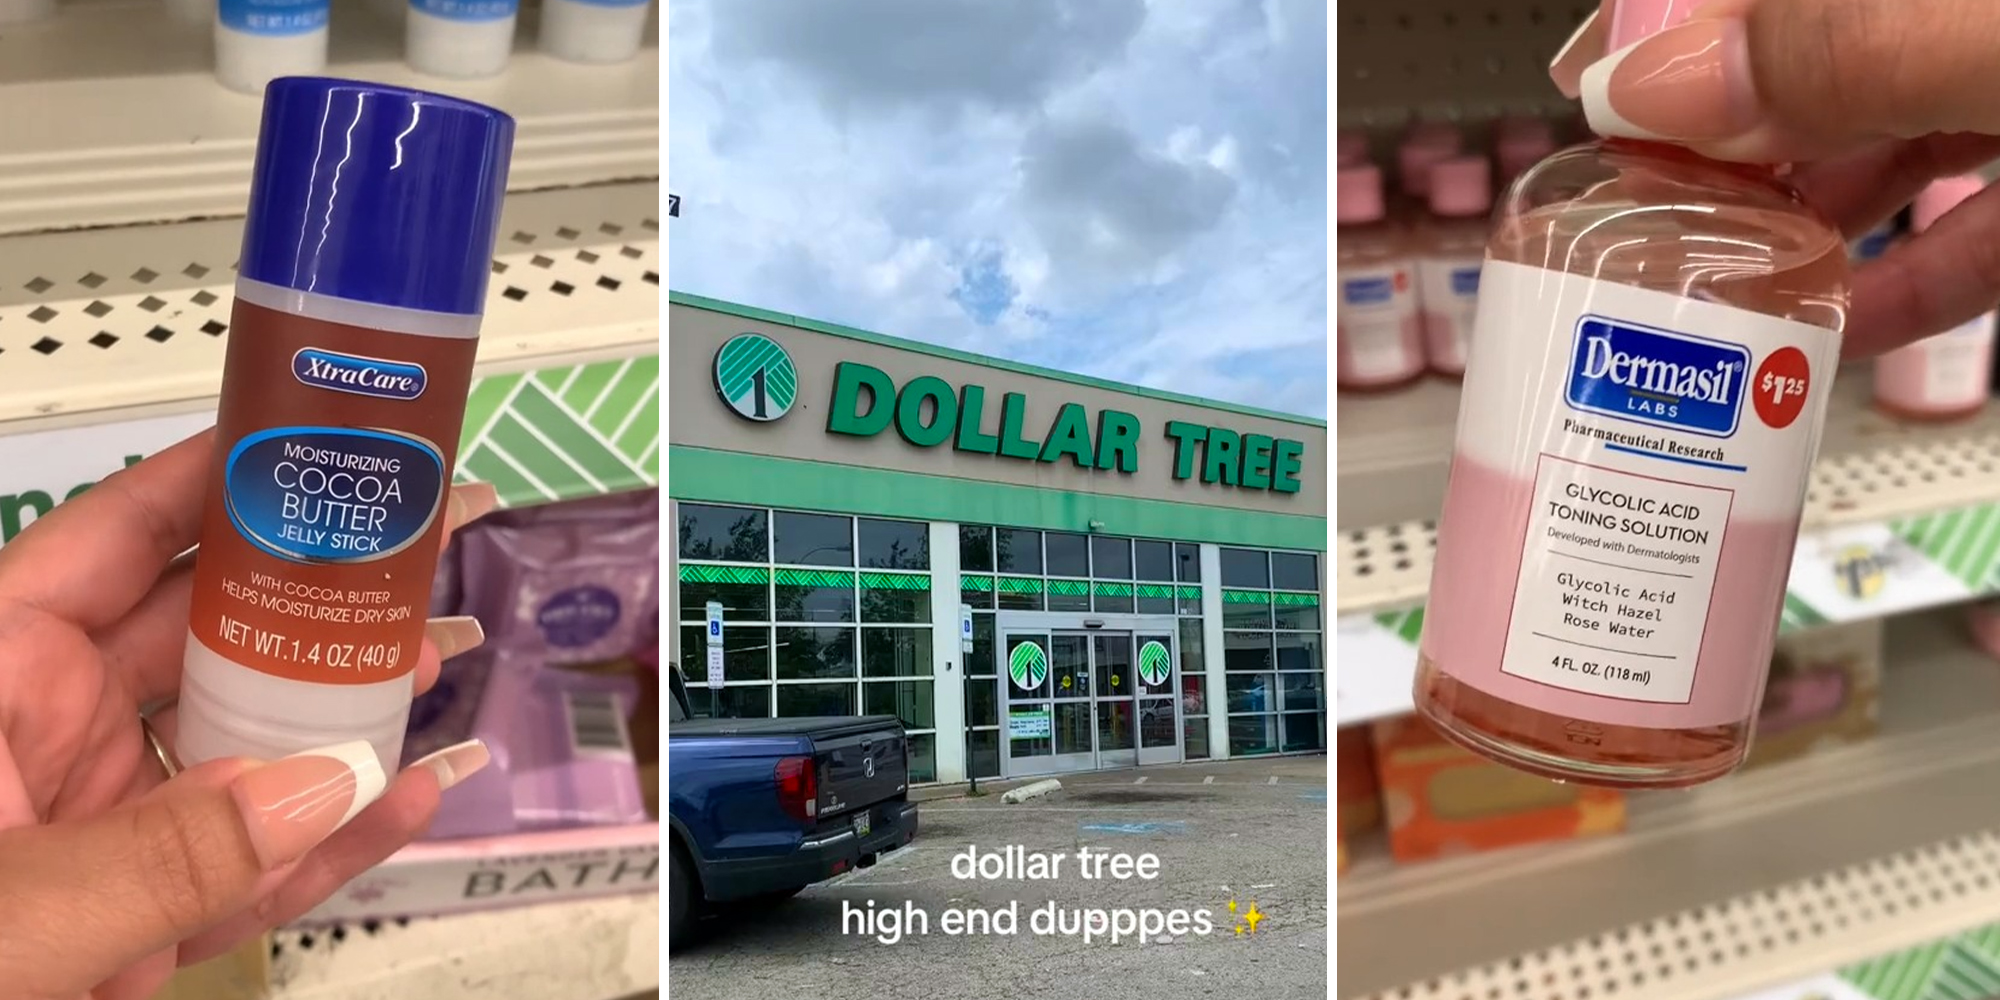 XtraCare
MOISTURIZING
COCOA
BUTTER
JELLY STICK
WITH COCOA BUTTER
HELPS MOISTURIZE DRY SKIN
NET WT.1.4 OZ (40 g)
BATH
1 DOLLAR TREE
dollar tree
high end dupppes ✨
Dermasil®
LABS
$1.25
Pharmaceutical Research
GLYCOLIC ACID
TONING SOLUTION
Developed with Dermatologists
Glycolic Acid
Witch Hazel
Rose Water
4 FL. OZ. (118 ml)